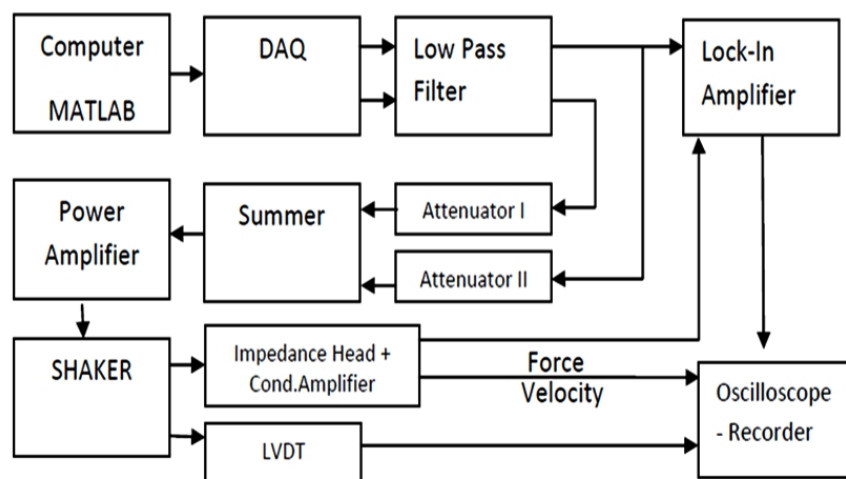 Computer
MATLAB
DAQ
Low Pass
Filter
Lock-In
Amplifier
Power
Amplifier
Summer
Attenuator I
Attenuator II
SHAKER
Impedance Head +
Cond.Amplifier
Force
Velocity
LVDT
Oscilloscope
- Recorder